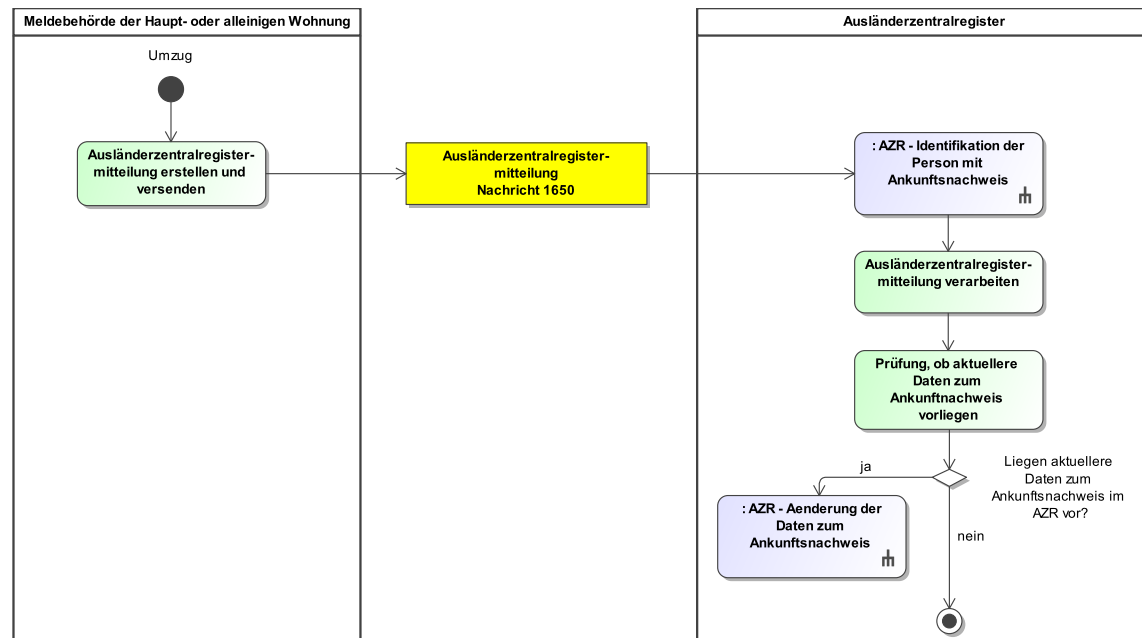 Meldebehörde der Haupt- oder alleinigen Wohnung
Ausländerzentralregister
Umzug
Ausländerzentralregister-
mitteilung erstellen und
versenden
Ausländerzentralregister-
mitteilung
Nachricht 1650
: AZR - Identifikation der
Person mit
Ankunftsnachweis
Ausländerzentralregister-
mitteilung verarbeiten
Prüfung, ob aktuellere
Daten zum
Ankunftnachweis
vorliegen
Liegen aktuellere
Daten zum
Ankunftsnachweis im
AZR vor?
ja
: AZR - Aenderung der
Daten zum
Ankunftsnachweis
nein